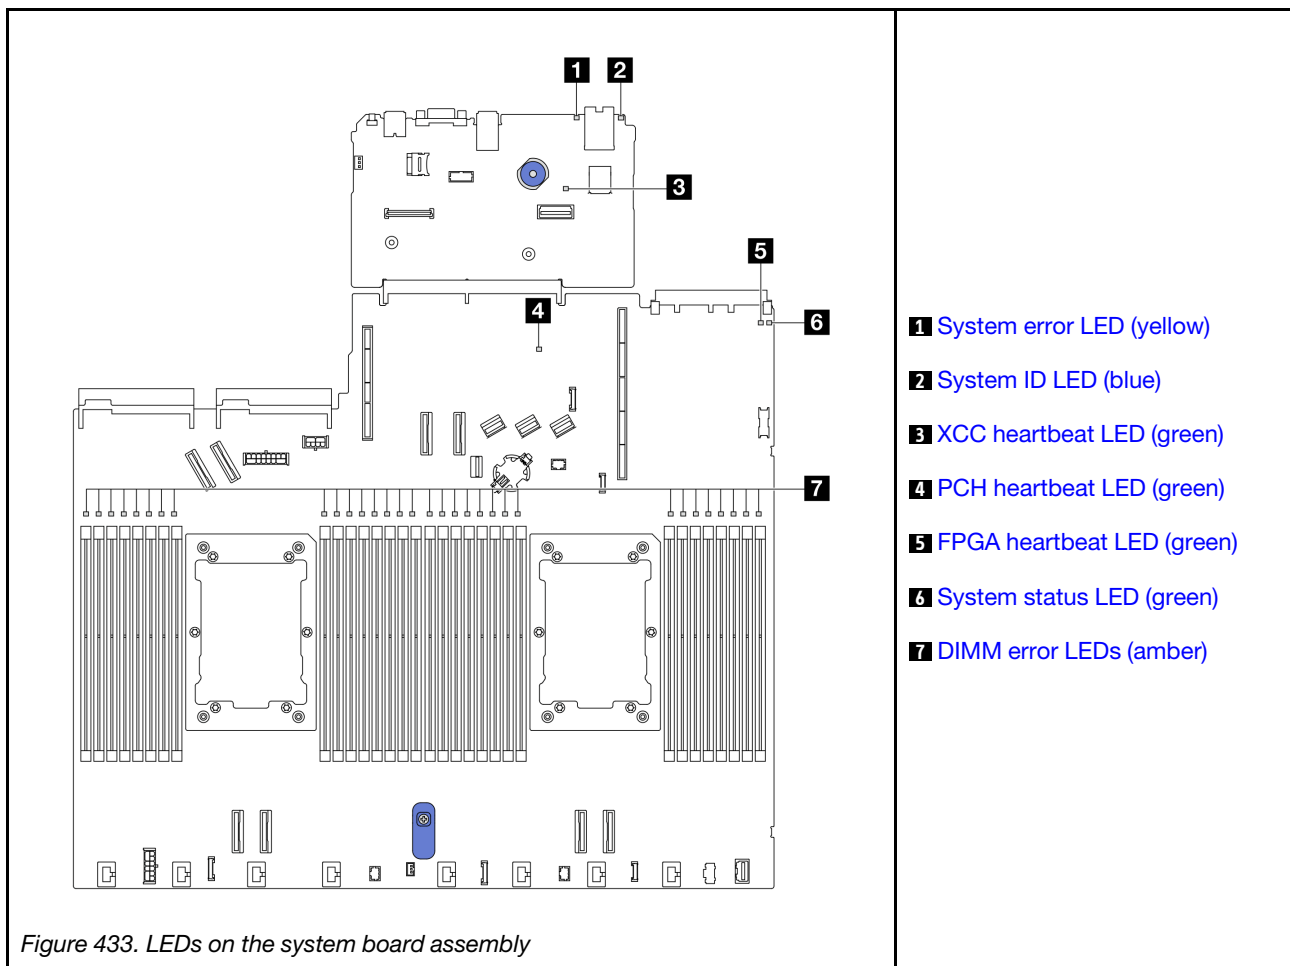 1 2
3
5
4 6
7
Figure 433. LEDs on the system board assembly
1 System error LED (yellow)
2 System ID LED (blue)
3 XCC heartbeat LED (green)
4 PCH heartbeat LED (green)
5 FPGA heartbeat LED (green)
6 System status LED (green)
7 DIMM error LEDs (amber)